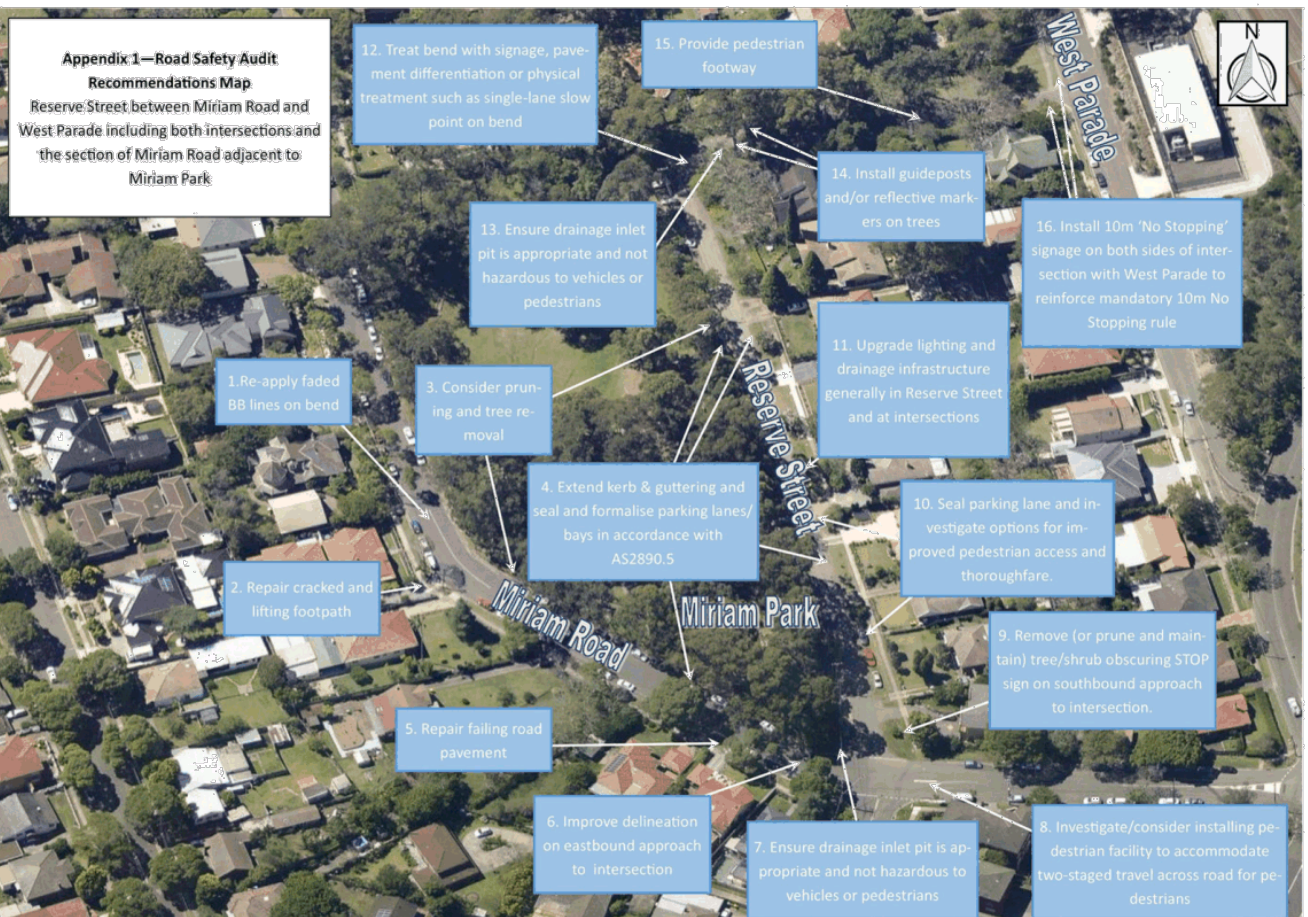 Appendix 1—Road Safety Audit
Recommendations Map
Reserve Street between Miriam Road and
West Parade including both intersections and
the section of Miriam Road adjacent to
Miriam Park
12. Treat bend with signage, pave-
ment differentiation or physical
treatment such as single-lane slow
point on bend
15. Provide pedestrian
footway
West Parade
N
14. Install guideposts
and/or reflective mark-
ers on trees
13. Ensure drainage inlet
pit is appropriate and not
hazardous to vehicles or
pedestrians
16. Install 10m 'No Stopping'
signage on both sides of inter-
section with West Parade to
reinforce mandatory 10m No
Stopping rule
11. Upgrade lighting and
drainage infrastructure
generally in Reserve Street
and at intersections
1.Re-apply faded
BB lines on bend
3. Consider prun-
ing and tree re-
moval
Reserve Street
4. Extend kerb & guttering and
seal and formalise parking lanes/
bays in accordance with
AS2890.5
10. Seal parking lane and in-
vestigate options for im-
proved pedestrian access and
thoroughfare.
2. Repair cracked and
lifting footpath
Miriam Road
Miriam Park
9. Remove (or prune and main-
tain) tree/shrub obscuring STOP
sign on southbound approach
to intersection.
5. Repair failing road
pavement
6. Improve delineation
on eastbound approach
to intersection
7. Ensure drainage inlet pit is ap-
propriate and not hazardous to
vehicles or pedestrians
8. Investigate/consider installing pe-
destrian facility to accommodate
two-staged travel across road for pe-
destrians